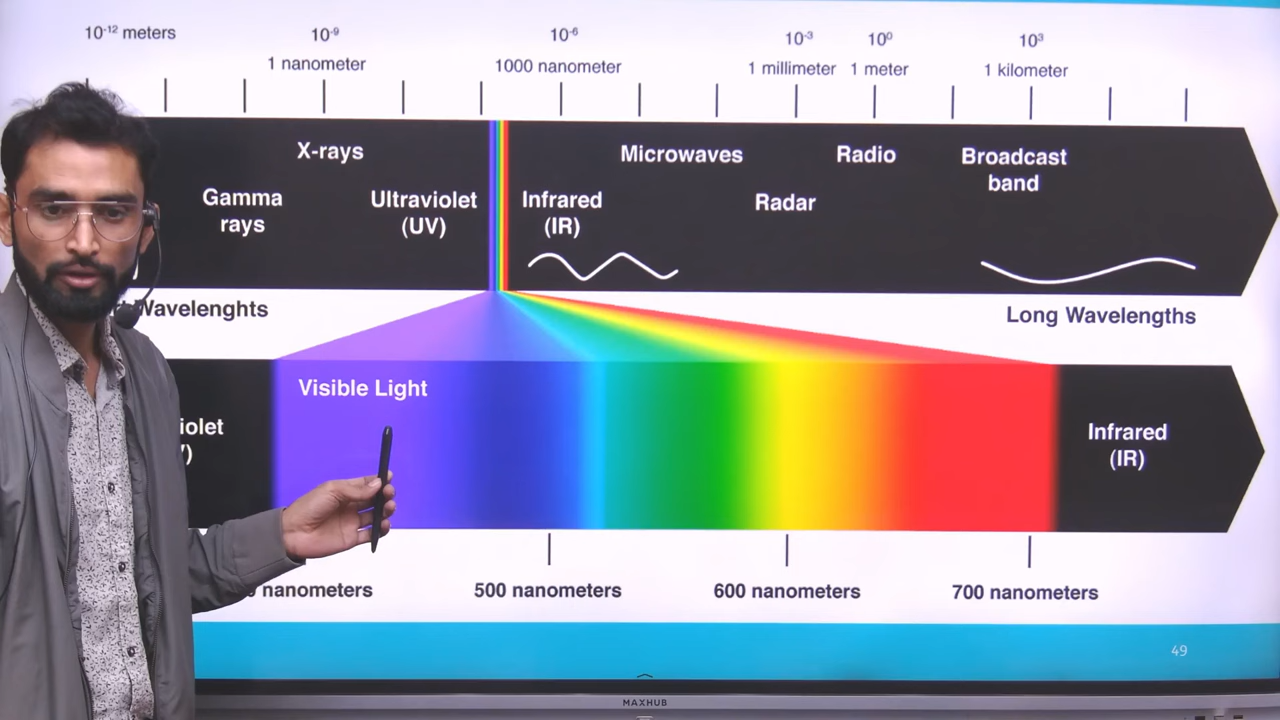 10⁻¹² meters
10⁻⁹
10⁻⁶
10⁻³
10⁰
10³
1 nanometer
1000 nanometer
1 millimeter
1 meter
1 kilometer
X-rays
Microwaves
Radio
Broadcast
band
Gamma
rays
Ultraviolet
(UV)
Infrared
(IR)
Radar
Wavelenghts
Long Wavelengths
Visible Light
Infrared
(IR)
nanometers
500 nanometers
600 nanometers
700 nanometers
49
MAXHUB